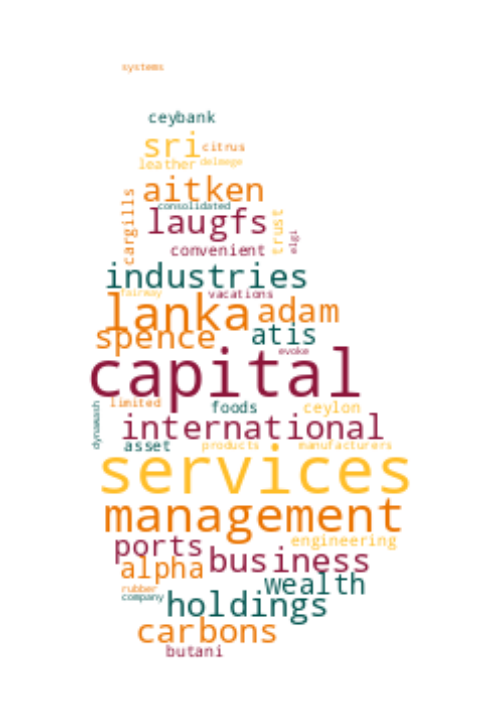 systems
ceybank
sri citrus
leather delmege
aitken
cargills
consolidated
laugfs trust
elgi
convenient
industries
fairway vacations
lanka adam
spence atis
evoke
capital
limited foods ceylon
dynawash
international
asset products manufacturers
services
management
engineering
ports business
alpha wealth
rubber
company holdings
carbons
butani